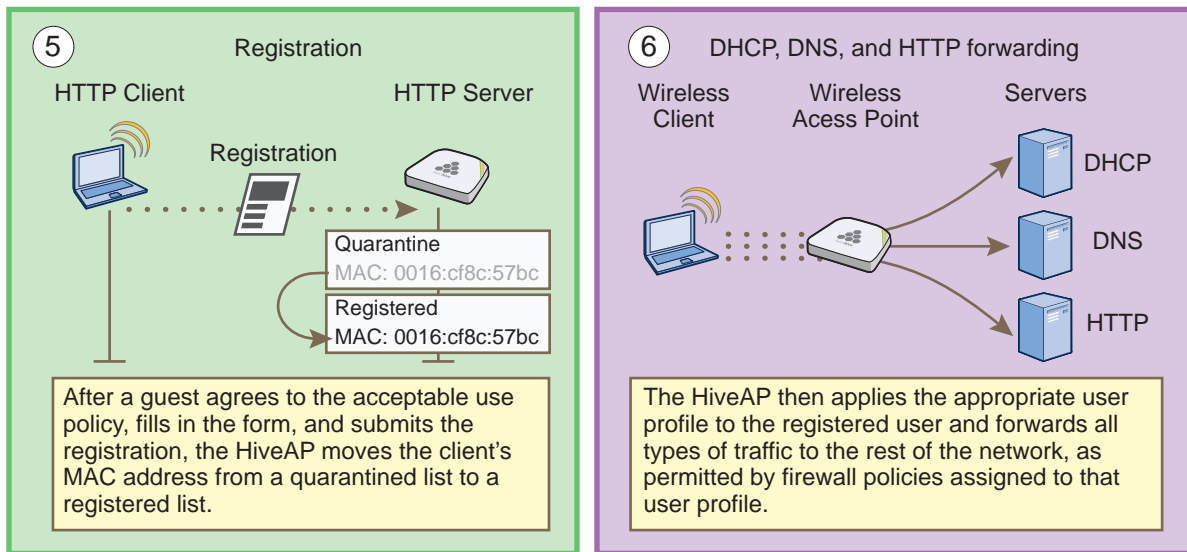 5
Registration
HTTP Client
HTTP Server
Registration
Quarantine
MAC: 0016:cf8c:57bc
Registered
MAC: 0016:cf8c:57bc
After a guest agrees to the acceptable use
policy, fills in the form, and submits the
registration, the HiveAP moves the client’s
MAC address from a quarantined list to a
registered list.
6
DHCP, DNS, and HTTP forwarding
Wireless
Client
Wireless
Acess Point
Servers
DHCP
DNS
HTTP
The HiveAP then applies the appropriate user
profile to the registered user and forwards all
types of traffic to the rest of the network, as
permitted by firewall policies assigned to that
user profile.